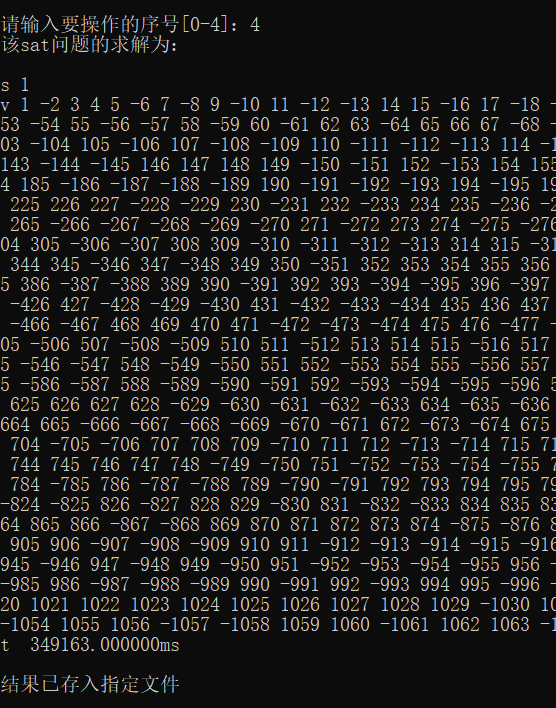 请输入要操作的序号[0-4]: 4
该sat问题的求解为:
s 1
v 1 -2 3 4 5 -6 7 -8 9 -10 11 -12 -13 14 15 -16 17 -18 -
53 -54 55 -56 -57 58 -59 60 -61 62 63 -64 65 66 67 -68 -
03 -104 105 -106 107 -108 -109 110 -111 -112 -113 114 -1
143 -144 -145 146 147 148 149 -150 -151 152 -153 154 155
4 185 -186 -187 -188 -189 190 -191 -192 -193 194 -195 19
225 226 227 -228 -229 230 -231 232 -233 234 235 -236 -2
265 -266 -267 -268 -269 -270 271 -272 273 274 -275 -276
04 305 -306 -307 308 309 -310 -311 -312 -313 314 315 -31
344 345 -346 347 -348 349 350 -351 352 353 354 355 356
5 386 -387 -388 389 390 -391 392 393 -394 -395 396 -397
-426 427 -428 -429 -430 431 -432 -433 -434 435 436 437
-466 -467 468 469 470 471 -472 -473 -474 475 476 -477 -
05 -506 507 -508 -509 510 511 -512 513 514 515 -516 517
5 -546 -547 548 -549 -550 551 552 -553 554 555 -556 557
5 -586 -587 588 -589 -590 -591 592 -593 -594 -595 -596 5
625 626 627 628 -629 -630 -631 -632 -633 634 -635 -636
664 665 -666 -667 -668 -669 -670 -671 672 -673 -674 675
704 -705 -706 707 708 709 -710 711 712 -713 -714 715 71
744 745 746 747 748 -749 -750 751 -752 -753 -754 -755 7
784 -785 786 -787 -788 789 -790 -791 792 793 794 795 79
-824 -825 826 -827 828 829 -830 831 -832 -833 834 835 83
64 865 866 -867 -868 869 870 871 872 873 874 -875 -876 8
905 906 -907 -908 -909 910 911 -912 -913 -914 -915 -916
945 -946 947 -948 949 -950 951 -952 -953 -954 -955 956 -
-985 986 -987 -988 -989 990 -991 992 -993 994 995 -996 -
20 1021 1022 1023 1024 1025 1026 1027 1028 1029 -1030 10
-1054 1055 1056 -1057 -1058 1059 1060 -1061 1062 1063 -1
t  349163.000000ms
结果已存入指定文件